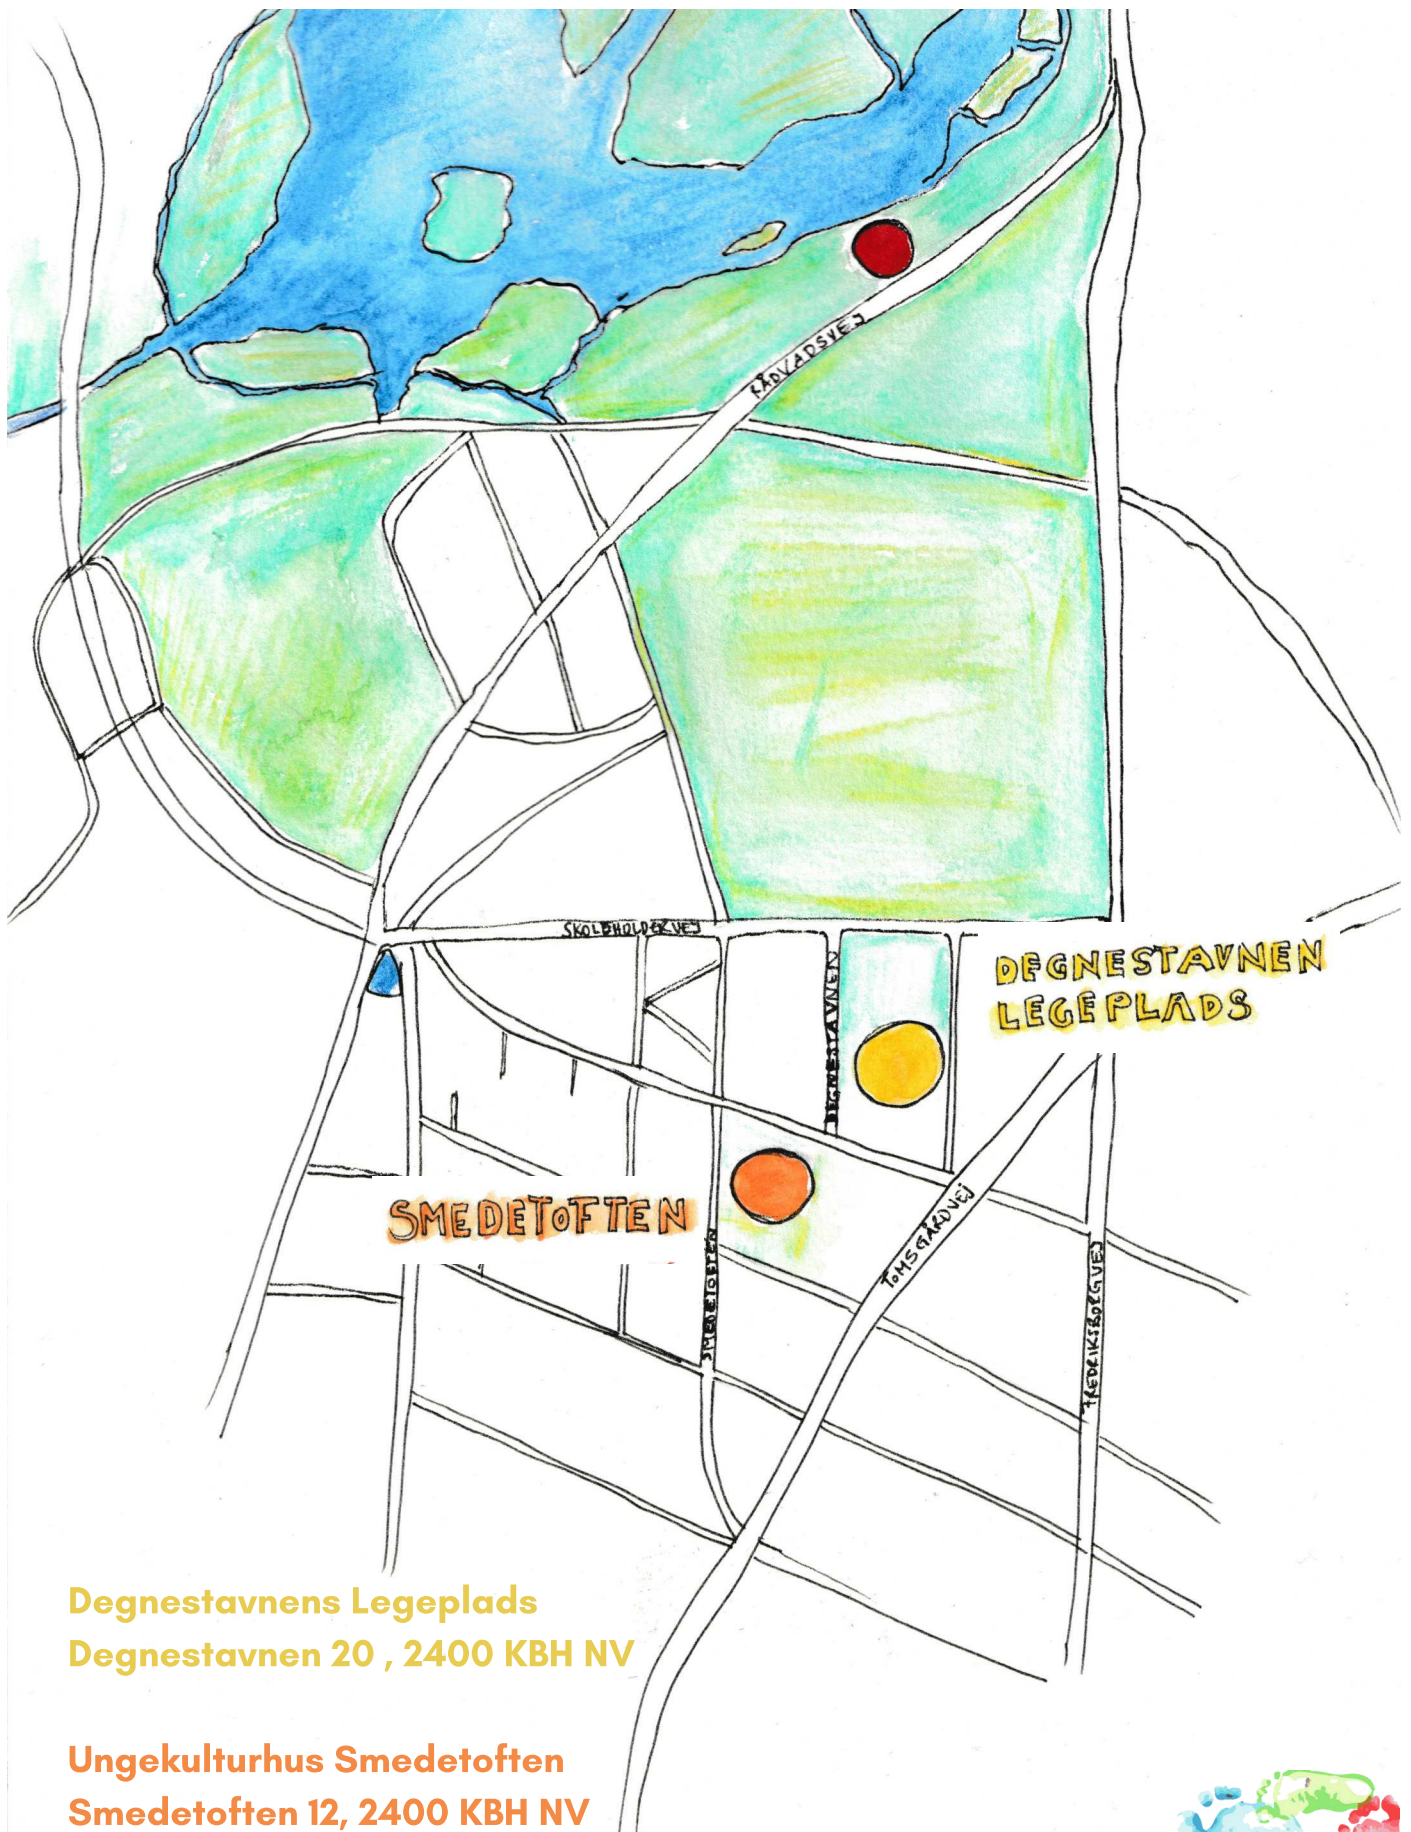 RÅDVADSVEJ
SKOLEHOLDERVEJ
DEGNESTAVNEN
LEGEPLADS
DEGNESTAVNEN
SMEDETOFTEN
TOMSGÅRDVEJ
SMEDETOFTEN
FREDRIKSBORGVEJ
Degnestavnens Legeplads
Degnestavnen 20 , 2400 KBH NV
Ungekulturhus Smedetoften
Smedetoften 12, 2400 KBH NV